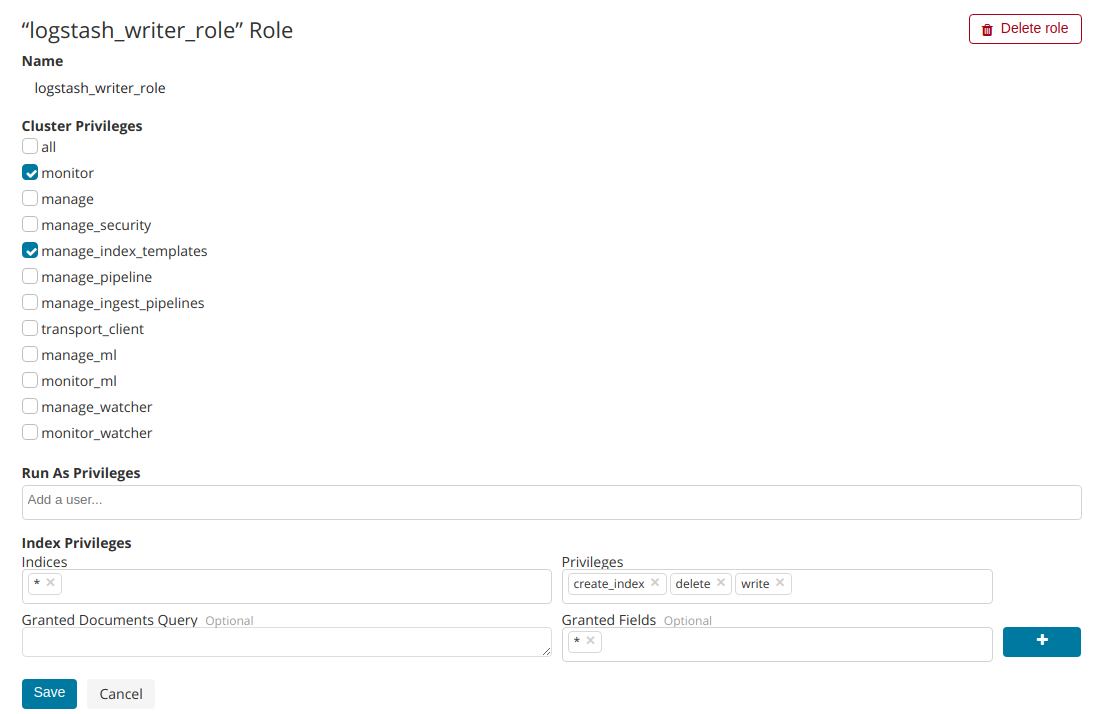 “logstash_writer_role” Role
Delete role
Name
logstash_writer_role
Cluster Privileges
all
monitor
manage
manage_security
manage_index_templates
manage_pipeline
manage_ingest_pipelines
transport_client
manage_ml
monitor_ml
manage_watcher
monitor_watcher
Run As Privileges
Add a user...
Index Privileges
Indices
*
Privileges
create_index delete write
Granted Documents Query Optional
Granted Fields Optional
*
Save Cancel